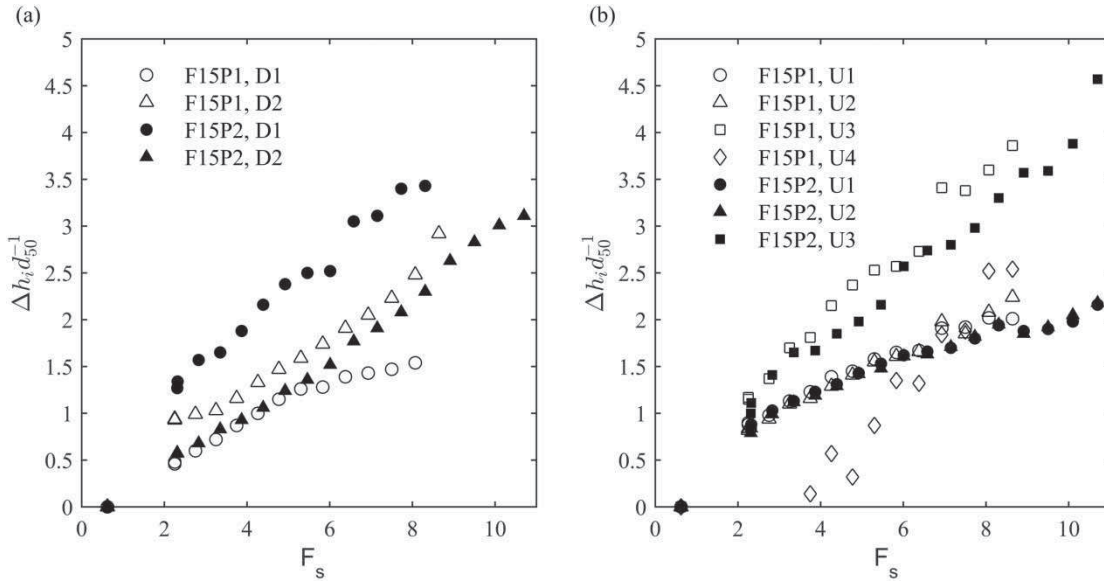 (a)
5
4.5
4
3.5
3
2.5
2
1.5
1
0.5
0
Δh_i d_50^{-1}
F15P1, D1
F15P1, D2
F15P2, D1
F15P2, D2
0 2 4 6 8 10
F_s
(b)
5
4.5
4
3.5
3
2.5
2
1.5
1
0.5
0
Δh_i d_50^{-1}
F15P1, U1
F15P1, U2
F15P1, U3
F15P1, U4
F15P2, U1
F15P2, U2
F15P2, U3
0 2 4 6 8 10
F_s